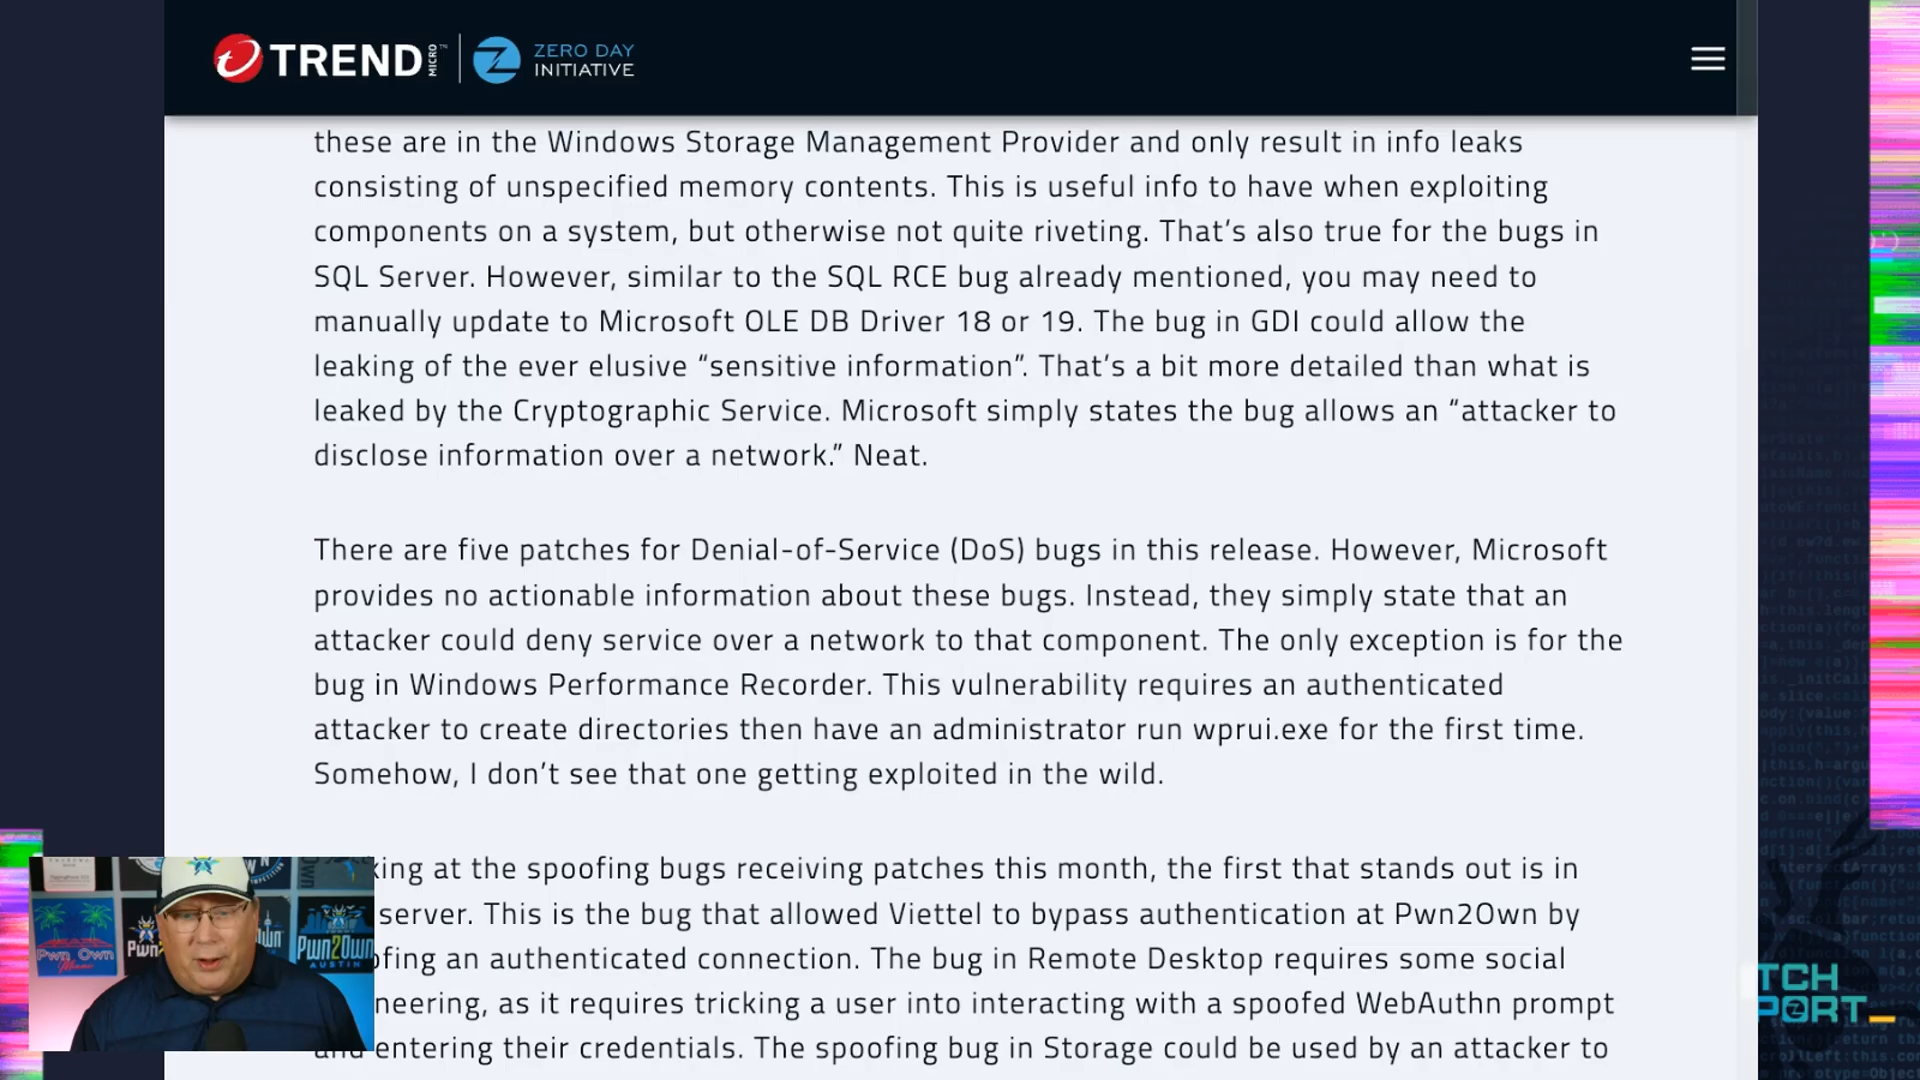 TREND MICRO
ZERO DAY
INITIATIVE
these are in the Windows Storage Management Provider and only result in info leaks
consisting of unspecified memory contents. This is useful info to have when exploiting
components on a system, but otherwise not quite riveting. That’s also true for the bugs in
SQL Server. However, similar to the SQL RCE bug already mentioned, you may need to
manually update to Microsoft OLE DB Driver 18 or 19. The bug in GDI could allow the
leaking of the ever elusive “sensitive information”. That’s a bit more detailed than what is
leaked by the Cryptographic Service. Microsoft simply states the bug allows an “attacker to
disclose information over a network.” Neat.
There are five patches for Denial-of-Service (DoS) bugs in this release. However, Microsoft
provides no actionable information about these bugs. Instead, they simply state that an
attacker could deny service over a network to that component. The only exception is for the
bug in Windows Performance Recorder. This vulnerability requires an authenticated
attacker to create directories then have an administrator run wprui.exe for the first time.
Somehow, I don’t see that one getting exploited in the wild.
king at the spoofing bugs receiving patches this month, the first that stands out is in
server. This is the bug that allowed Viettel to bypass authentication at Pwn2Own by
ofing an authenticated connection. The bug in Remote Desktop requires some social
neering, as it requires tricking a user into interacting with a spoofed WebAuthn prompt
and entering their credentials. The spoofing bug in Storage could be used by an attacker to
Pwn Own
Miami
Pwn2Own
AUSTIN
TCH
PORT_